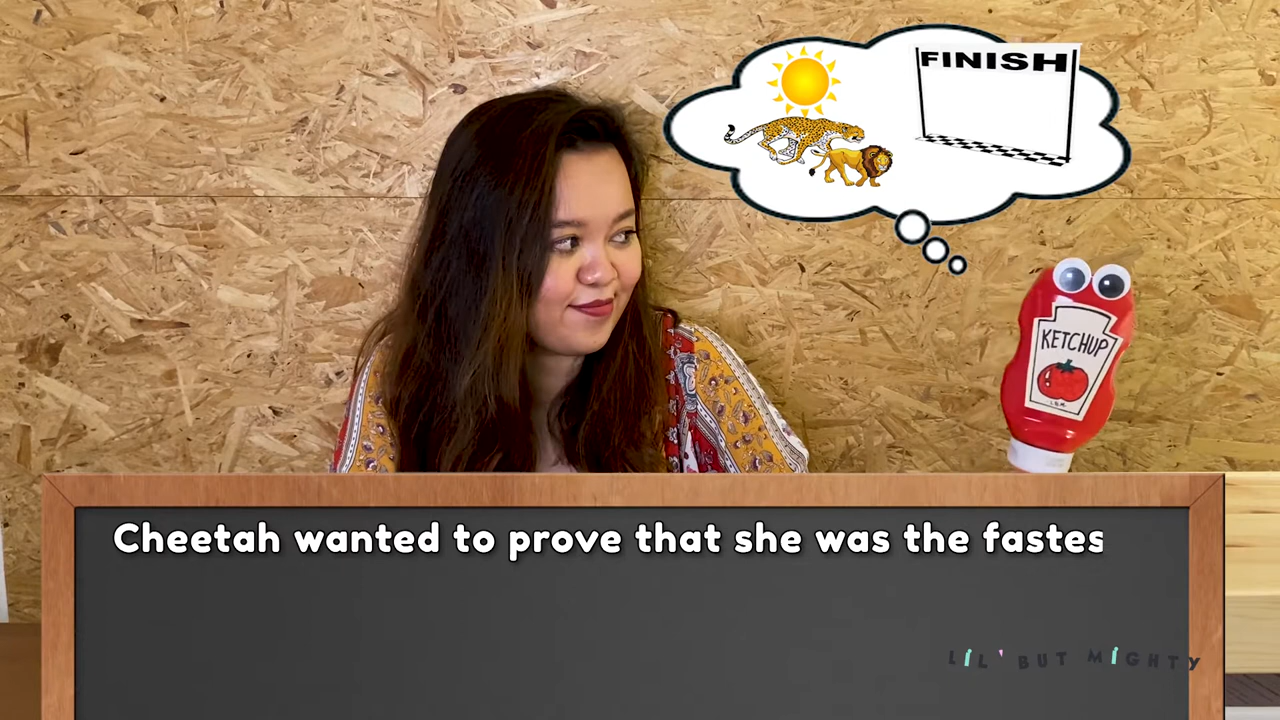 FINISH
KETCHUP
Cheetah wanted to prove that she was the fastes
LIL' BUT MIGHTY